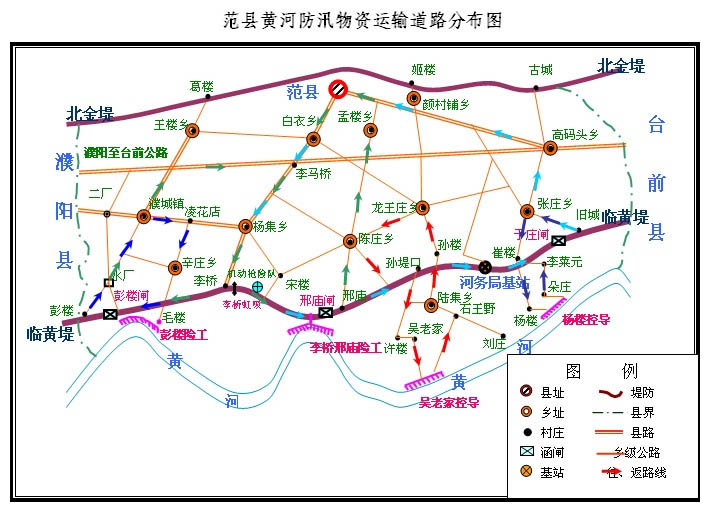 范县黄河防汛物资运输道路分布图
北金堤
姬楼
古城
葛楼
范县
颜村铺乡
北金堤
王楼乡
白衣乡
孟楼乡
高码头乡
台前县
濮阳至台前公路
濮阳县
李马桥
二厂
濮城镇
凌花店
杨集乡
龙王庄乡
张庄乡
旧城
临黄堤
陈庄乡
于庄闸
辛庄乡
孙楼
崔楼
李菜元
水厂
李桥
机动抢险队
宋楼
孙堤口
河务局基站
彭楼闸
朵庄
彭楼
毛楼
李桥虹吸
邢庙闸
邢庙
陆集乡
石王野
杨楼
杨楼控导
临黄堤
彭楼险工
李桥邢庙险工
吴老家
许楼
刘庄
黄
河
黄
河
吴老家控导
图 例
县址
堤防
乡址
县界
村庄
县路
涵闸
乡级公路
基站
往、返路线